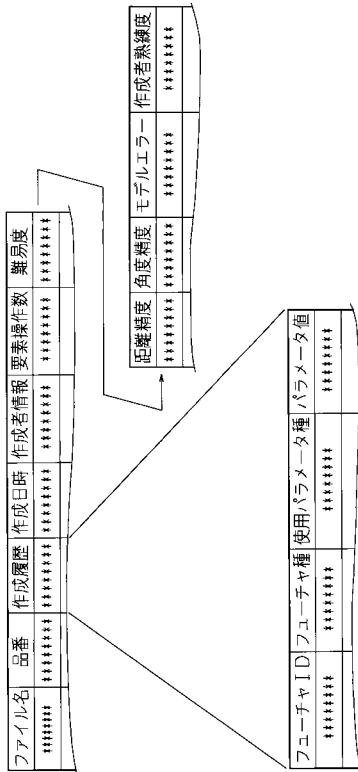 ファイル名 品番 作成履歴 作成日時 作成者情報 要素操作数 難易度
******** ******** ******** ******** ******** ******** ********
距離精度 角度精度 モデルエラー 作成者熟練度
******** ******** ******** ********
フューチャID フューチャ種 使用パラメータ種 パラメータ値
******** ******** ******** ********